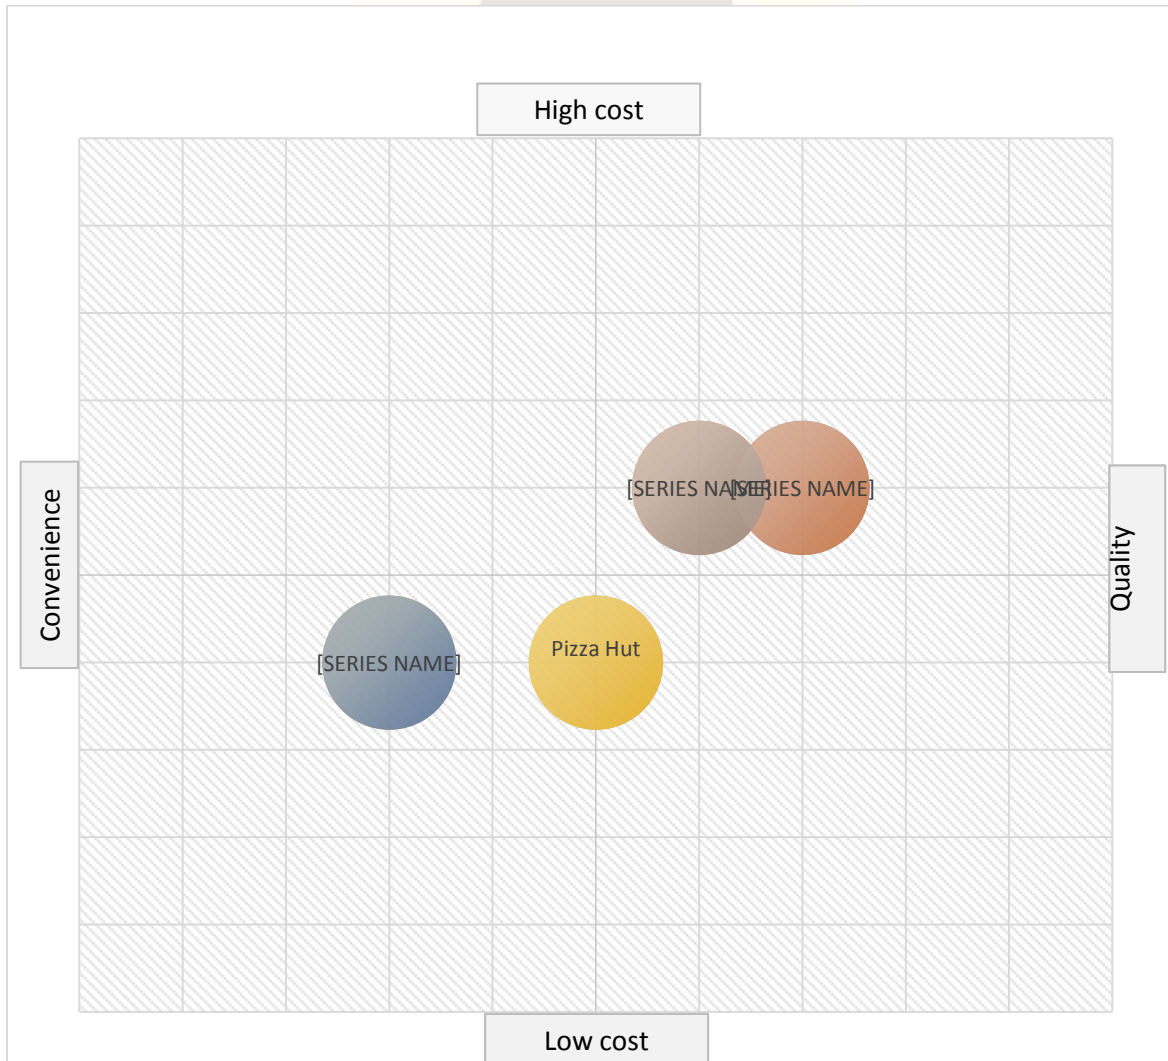 High cost
Convenience
Quality
[SERIES NAME]
[SERIES NAME]
[SERIES NAME]
Pizza Hut
Low cost